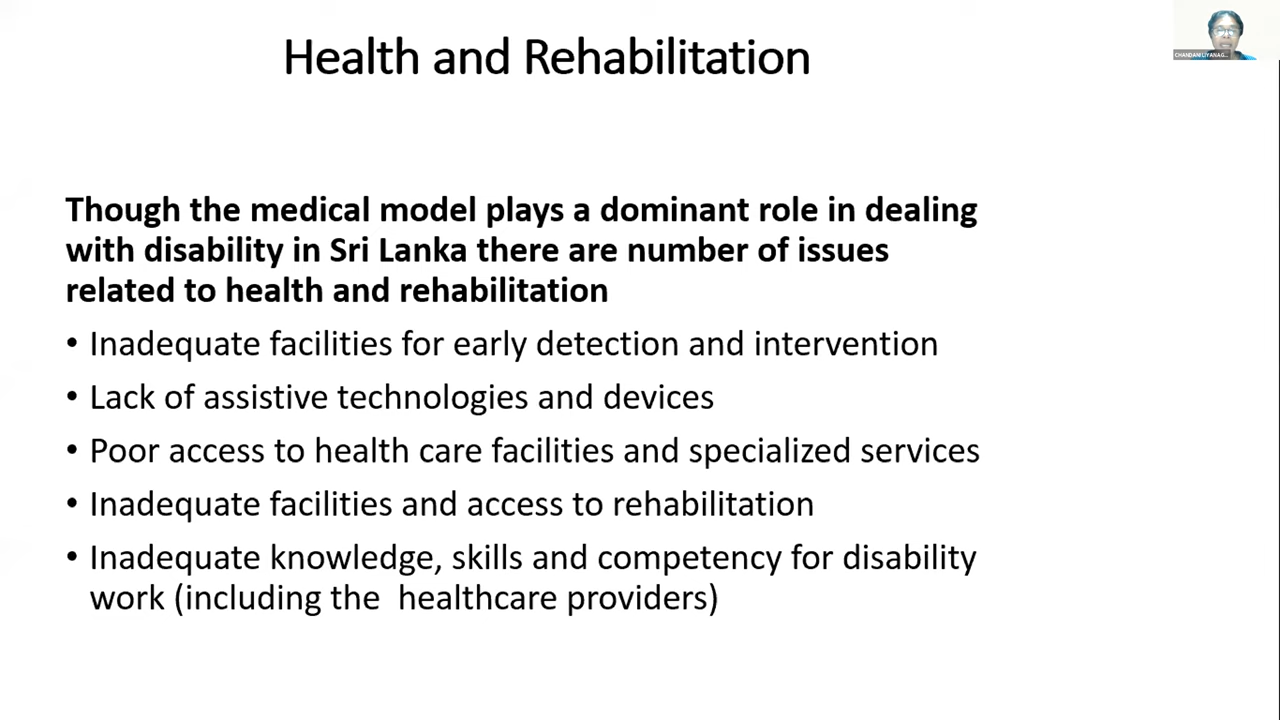 Health and Rehabilitation
Though the medical model plays a dominant role in dealing
with disability in Sri Lanka there are number of issues
related to health and rehabilitation
• Inadequate facilities for early detection and intervention
• Lack of assistive technologies and devices
• Poor access to health care facilities and specialized services
• Inadequate facilities and access to rehabilitation
• Inadequate knowledge, skills and competency for disability
work (including the  healthcare providers)
CHANDANI LIYANAG...